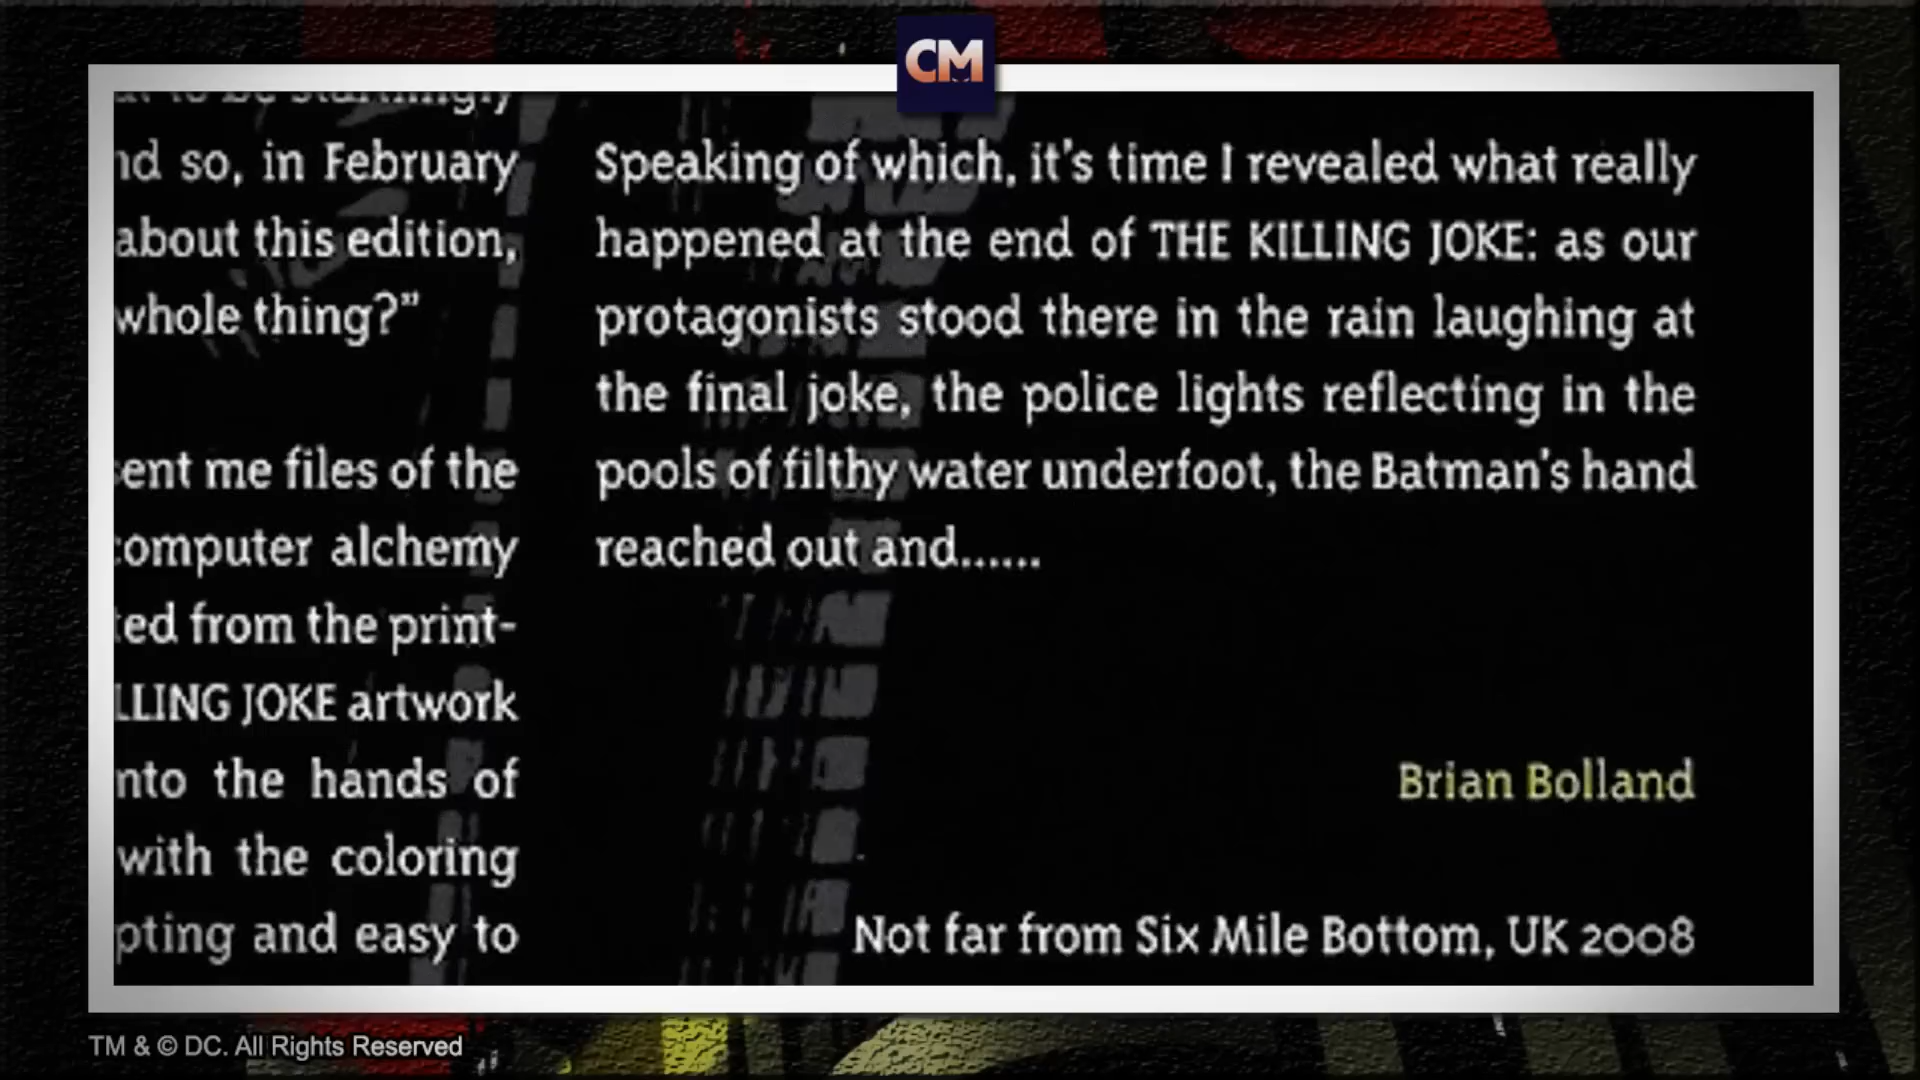 CM
nd so, in February
about this edition,
whole thing?”
sent me files of the
computer alchemy
ted from the print-
LLING JOKE artwork
nto the hands of
with the coloring
pting and easy to
Speaking of which, it's time I revealed what really
happened at the end of THE KILLING JOKE: as our
protagonists stood there in the rain laughing at
the final joke, the police lights reflecting in the
pools of filthy water underfoot, the Batman's hand
reached out and......
Brian Bolland
Not far from Six Mile Bottom, UK 2008
TM & © DC. All Rights Reserved